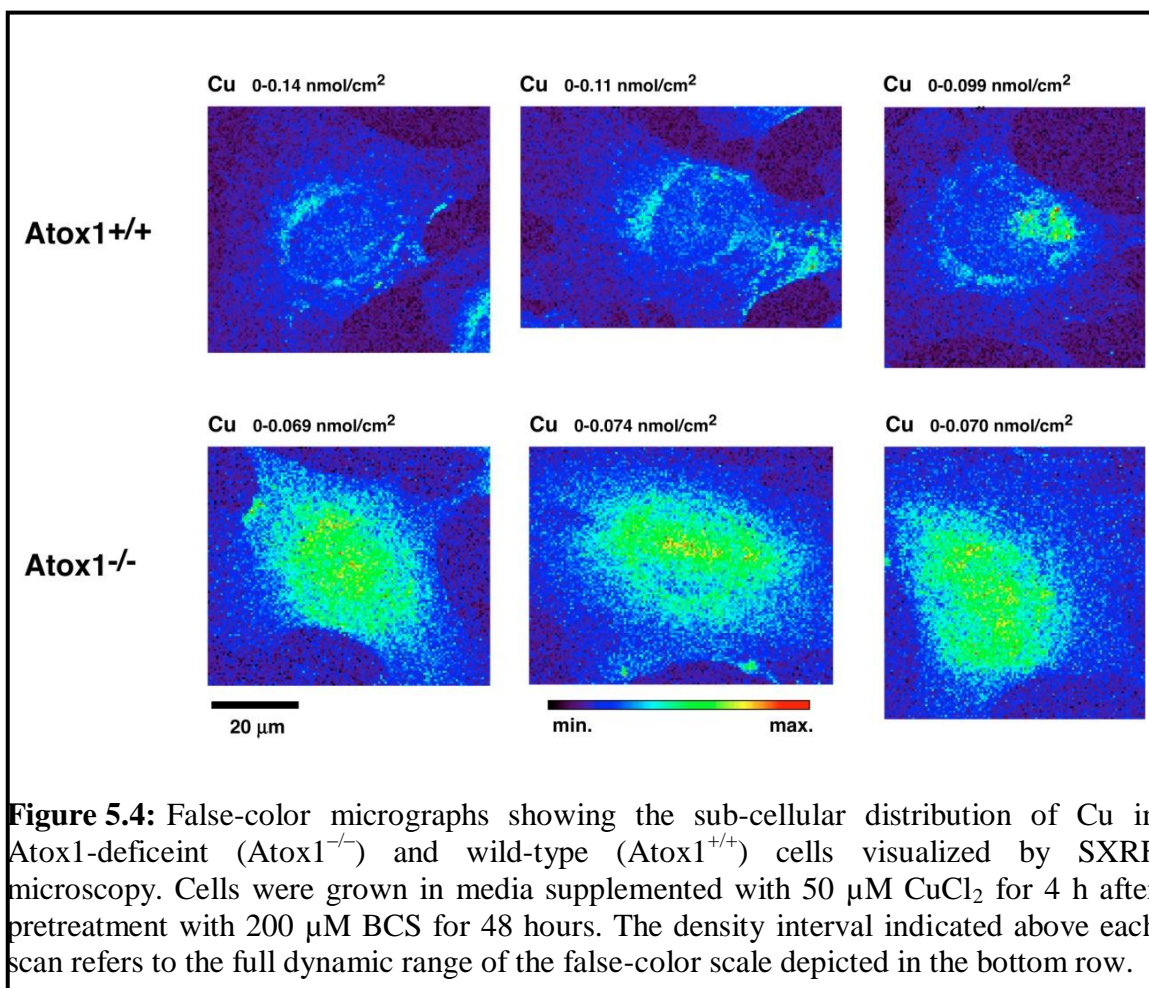 Cu 0-0.14 nmol/cm²
Cu 0-0.11 nmol/cm²
Cu 0-0.099 nmol/cm²
Atox1+/+
Cu 0-0.069 nmol/cm²
Cu 0-0.074 nmol/cm²
Cu 0-0.070 nmol/cm²
Atox1-/-
20 μm
min. max.
Figure 5.4: False-color micrographs showing the sub-cellular distribution of Cu in
Atox1-deficeint (Atox1⁻/⁻) and wild-type (Atox1⁺/⁺) cells visualized by SXRF
microscopy. Cells were grown in media supplemented with 50 µM CuCl₂ for 4 h after
pretreatment with 200 µM BCS for 48 hours. The density interval indicated above each
scan refers to the full dynamic range of the false-color scale depicted in the bottom row.